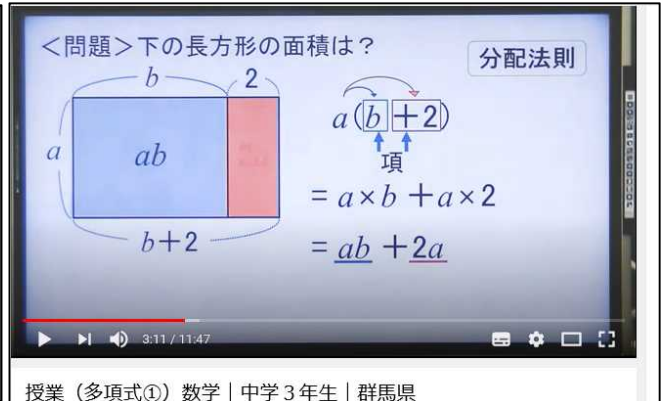 ＜問題＞下の長方形の面積は？
分配法則
b
2
a(b+2)
a
ab
項
= a×b +a×2
b+2
= ab +2a
3:11 / 11:47
授業（多項式①）数学｜中学３年生｜群馬県